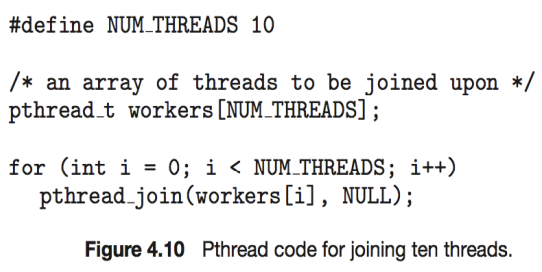 #define NUM_THREADS 10
/* an array of threads to be joined upon */
pthread_t workers[NUM_THREADS];
for (int i = 0; i < NUM_THREADS; i++)
pthread_join(workers[i], NULL);
Figure 4.10 Pthread code for joining ten threads.